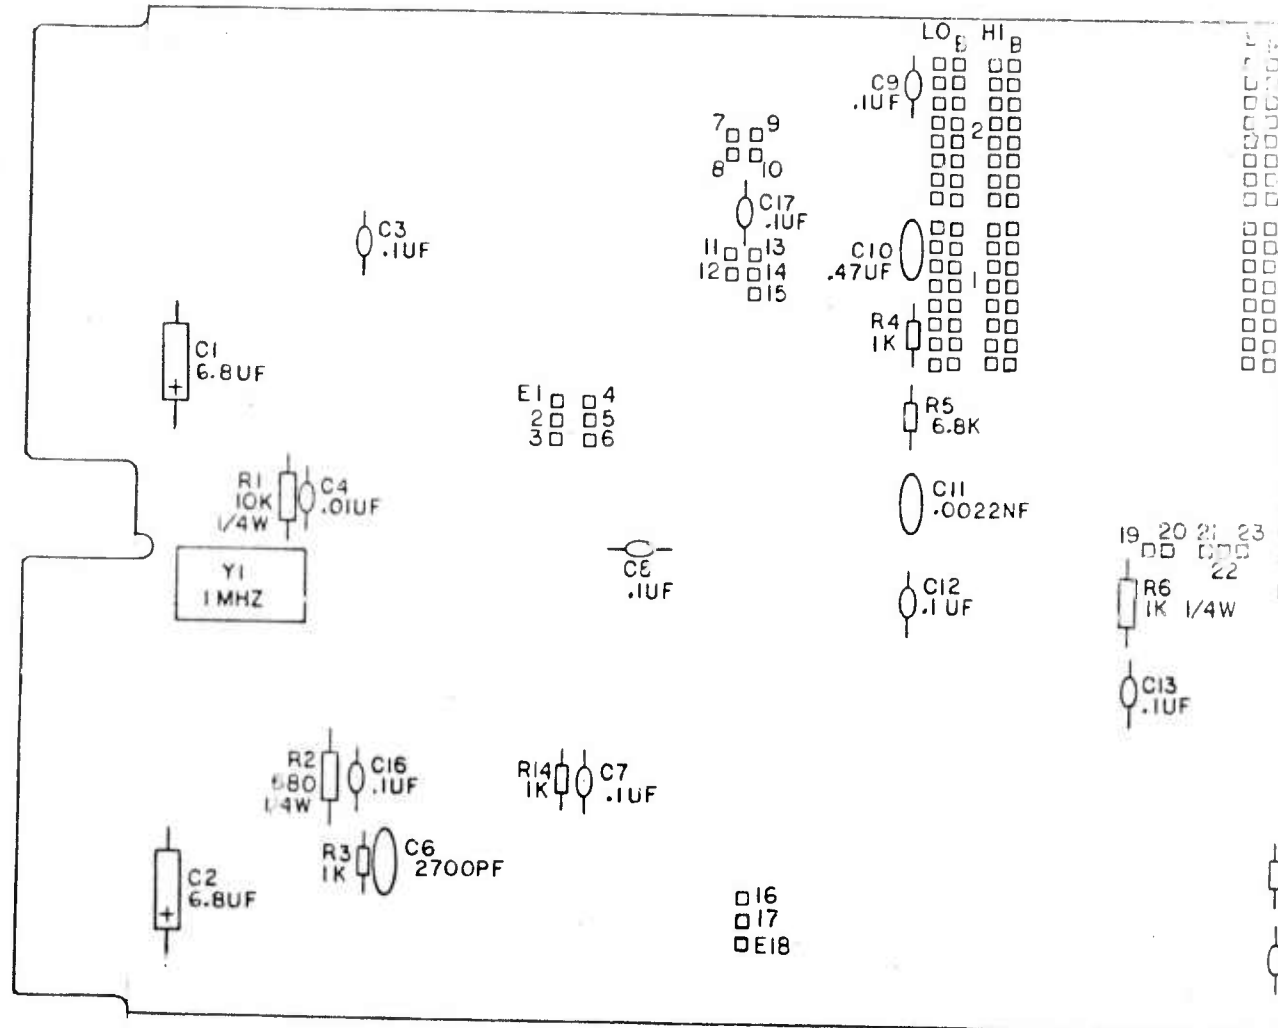 LO B HI B
C9
.1UF
2
7 9
8 10
C17
.1UF
C3
.1UF
11 13
12 14
15
C10
.47UF
1
R4
1K
C1
6.8UF
+
E1 4
2 5
3 6
R5
6.8K
R1
10K
1/4W
C4
.01UF
C11
.0022NF
19 20 21 23
22
Y1
1MHZ
.1UF
C12
.1UF
R6
1K 1/4W
C13
.1UF
R2
680
1/4W
C16
.1UF
R14
1K
C7
.1UF
R3
1K
C6
2700PF
C2
6.8UF
+
16
17
E18